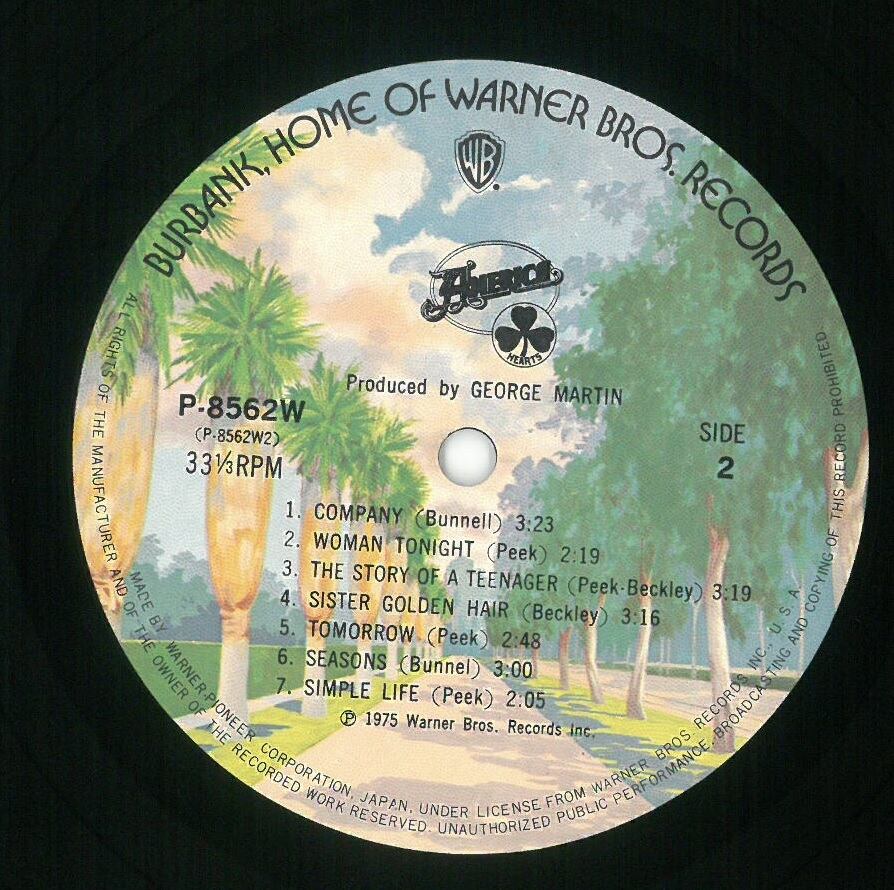 BURBANK, HOME OF WARNER BROS. RECORDS
WB
AMERICA
HEARTS
Produced by GEORGE MARTIN
P-8562W
(P-8562W2)
33⅓RPM
SIDE
2
1. COMPANY (Bunnell) 3:23
2. WOMAN TONIGHT (Peek) 2:19
3. THE STORY OF A TEENAGER (Peek-Beckley) 3:19
4. SISTER GOLDEN HAIR (Beckley) 3:16
5. TOMORROW (Peek) 2:48
6. SEASONS (Bunnel) 3:00
7. SIMPLE LIFE (Peek) 2:05
℗ 1975 Warner Bros. Records Inc.
MADE BY WARNER-PIONEER CORPORATION, JAPAN, UNDER LICENSE FROM WARNER BROS RECORDS INC., U.S.A.
ALL RIGHTS OF THE MANUFACTURER AND OF THE OWNER OF THE RECORDED WORK RESERVED. UNAUTHORIZED PUBLIC PERFORMANCE, BROADCASTING AND COPYING OF THIS RECORD PROHIBITED.